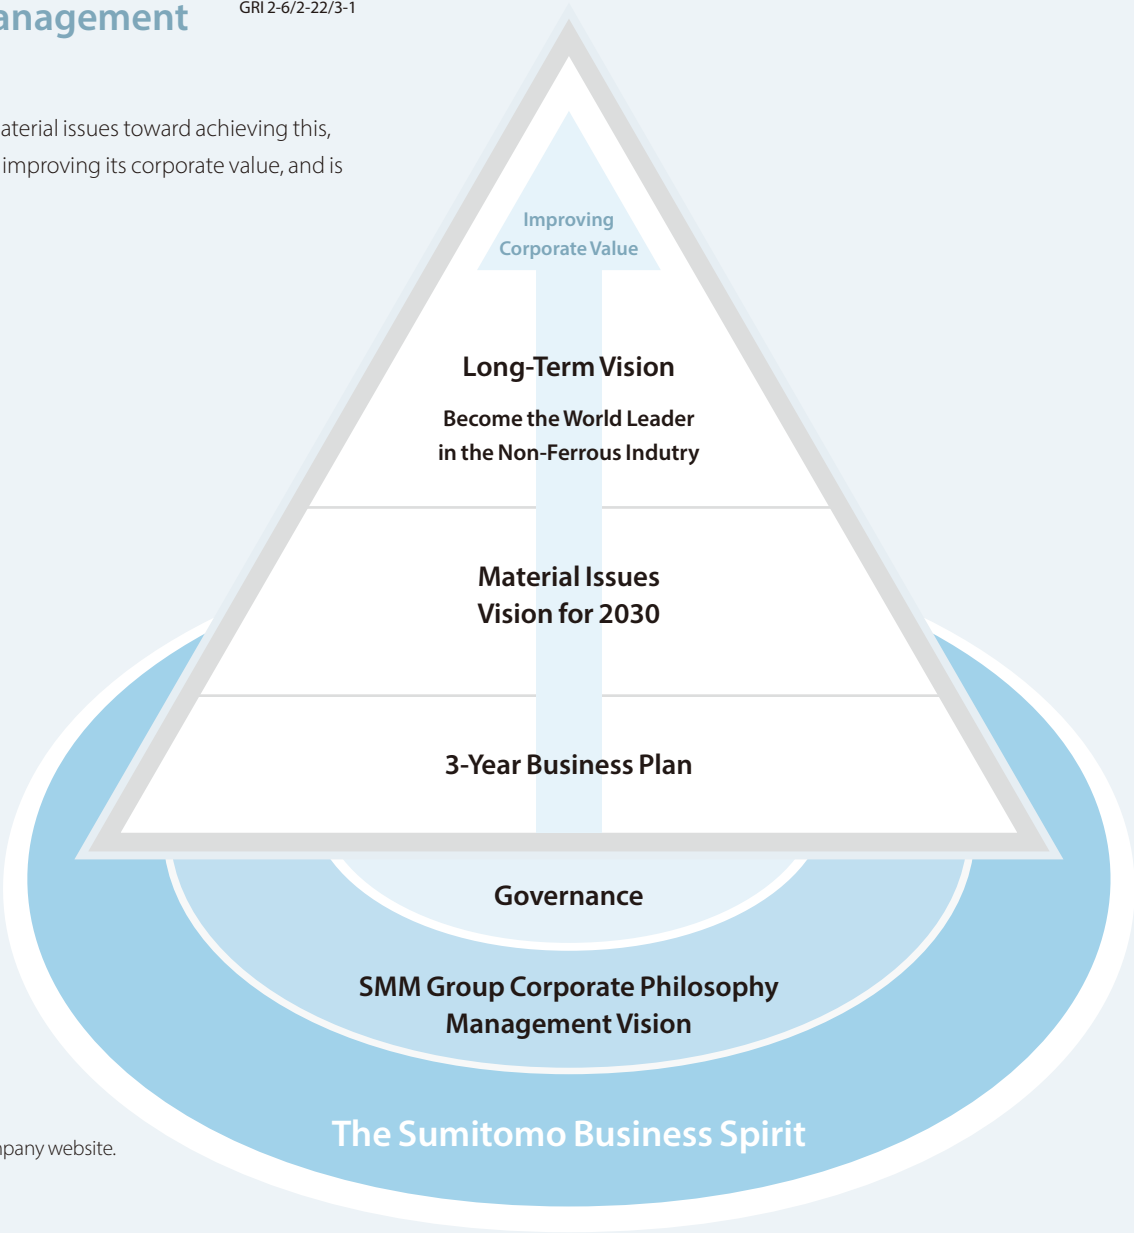 anagement
GRI 2-6/2-22/3-1
aterial issues toward achieving this,
improving its corporate value, and is
Improving
Corporate Value
Long-Term Vision
Become the World Leader
in the Non-Ferrous Indutry
Material Issues
Vision for 2030
3-Year Business Plan
Governance
SMM Group Corporate Philosophy
Management Vision
The Sumitomo Business Spirit
pany website.